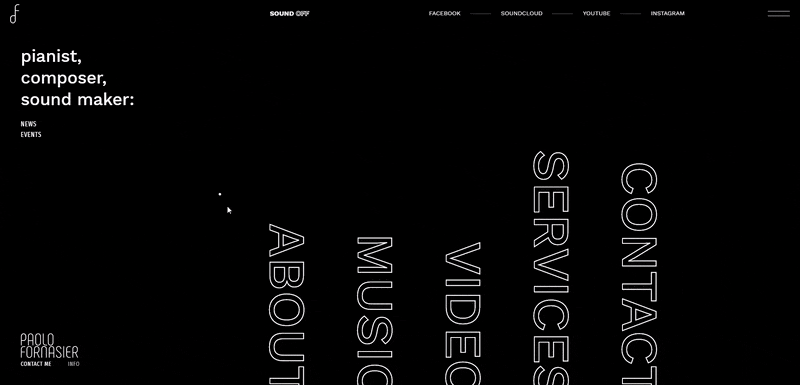 SOUND OFF
FACEBOOK
SOUNDCLOUD
YOUTUBE
INSTAGRAM
pianist,
composer,
sound maker:
NEWS
EVENTS
ABOUT
MUSIC
VIDEO
SERVICES
CONTACT
PAOLO
FORNASIER
CONTACT ME
INFO